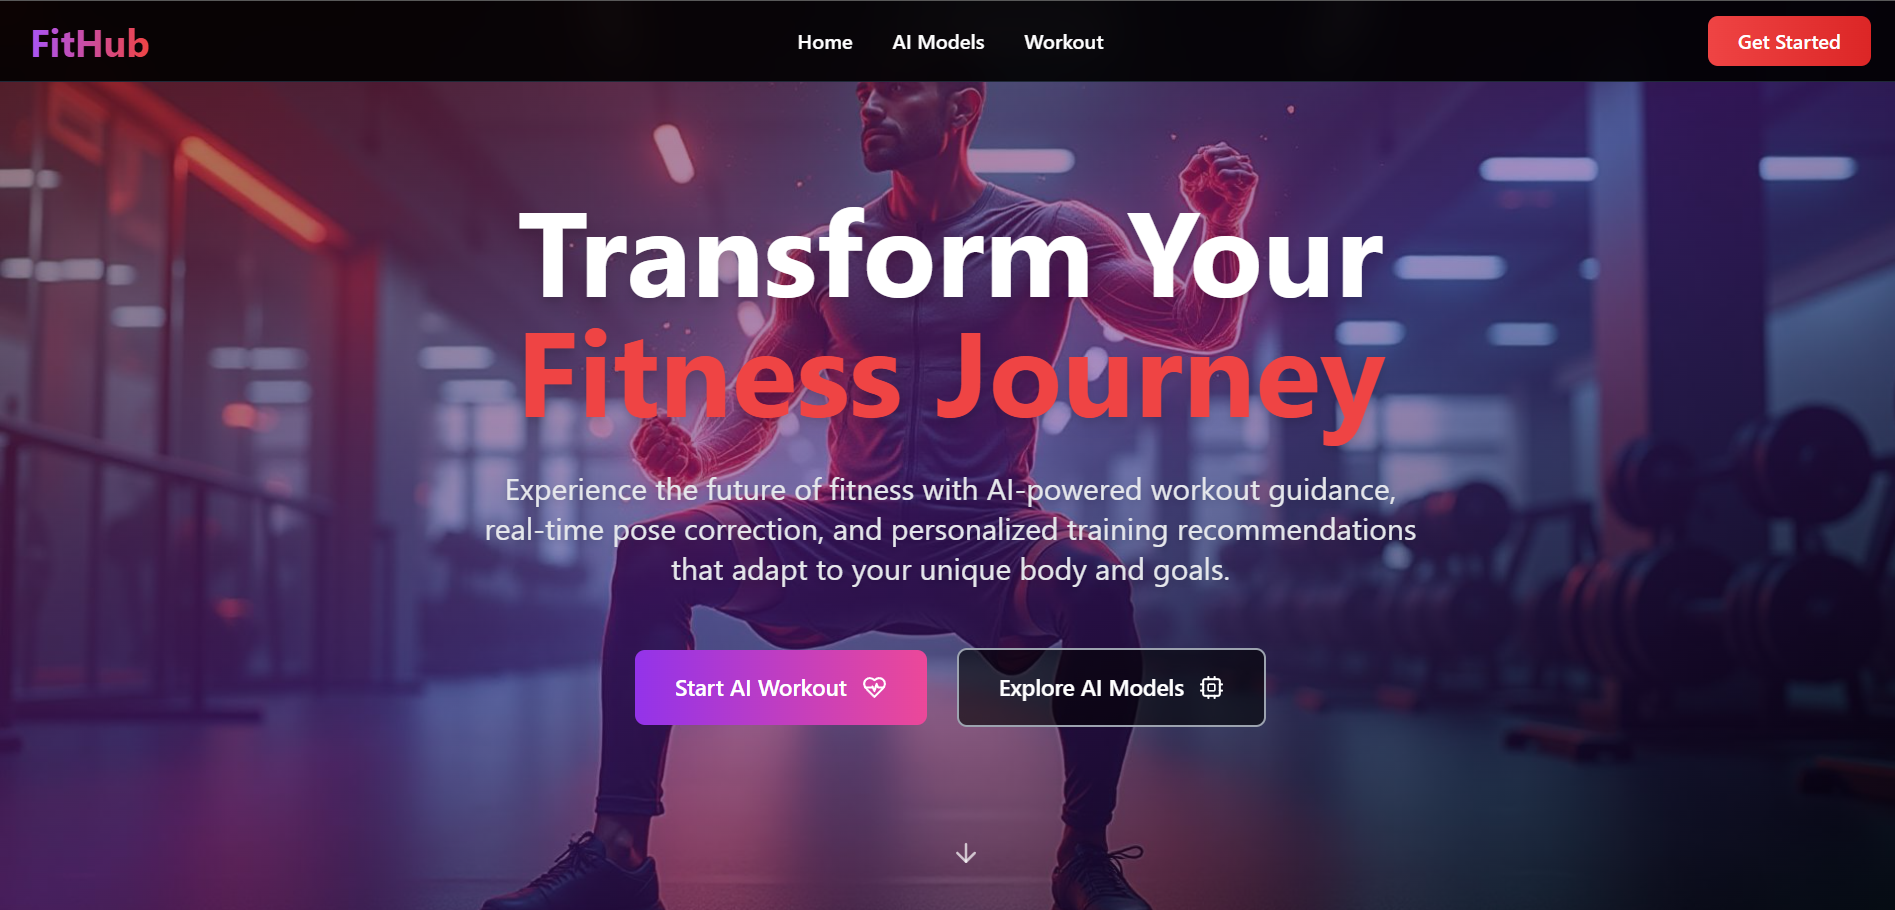 FitHub
Home
AI Models
Workout
Get Started
Transform Your
Fitness Journey
Experience the future of fitness with AI-powered workout guidance,
real-time pose correction, and personalized training recommendations
that adapt to your unique body and goals.
Start AI Workout
Explore AI Models